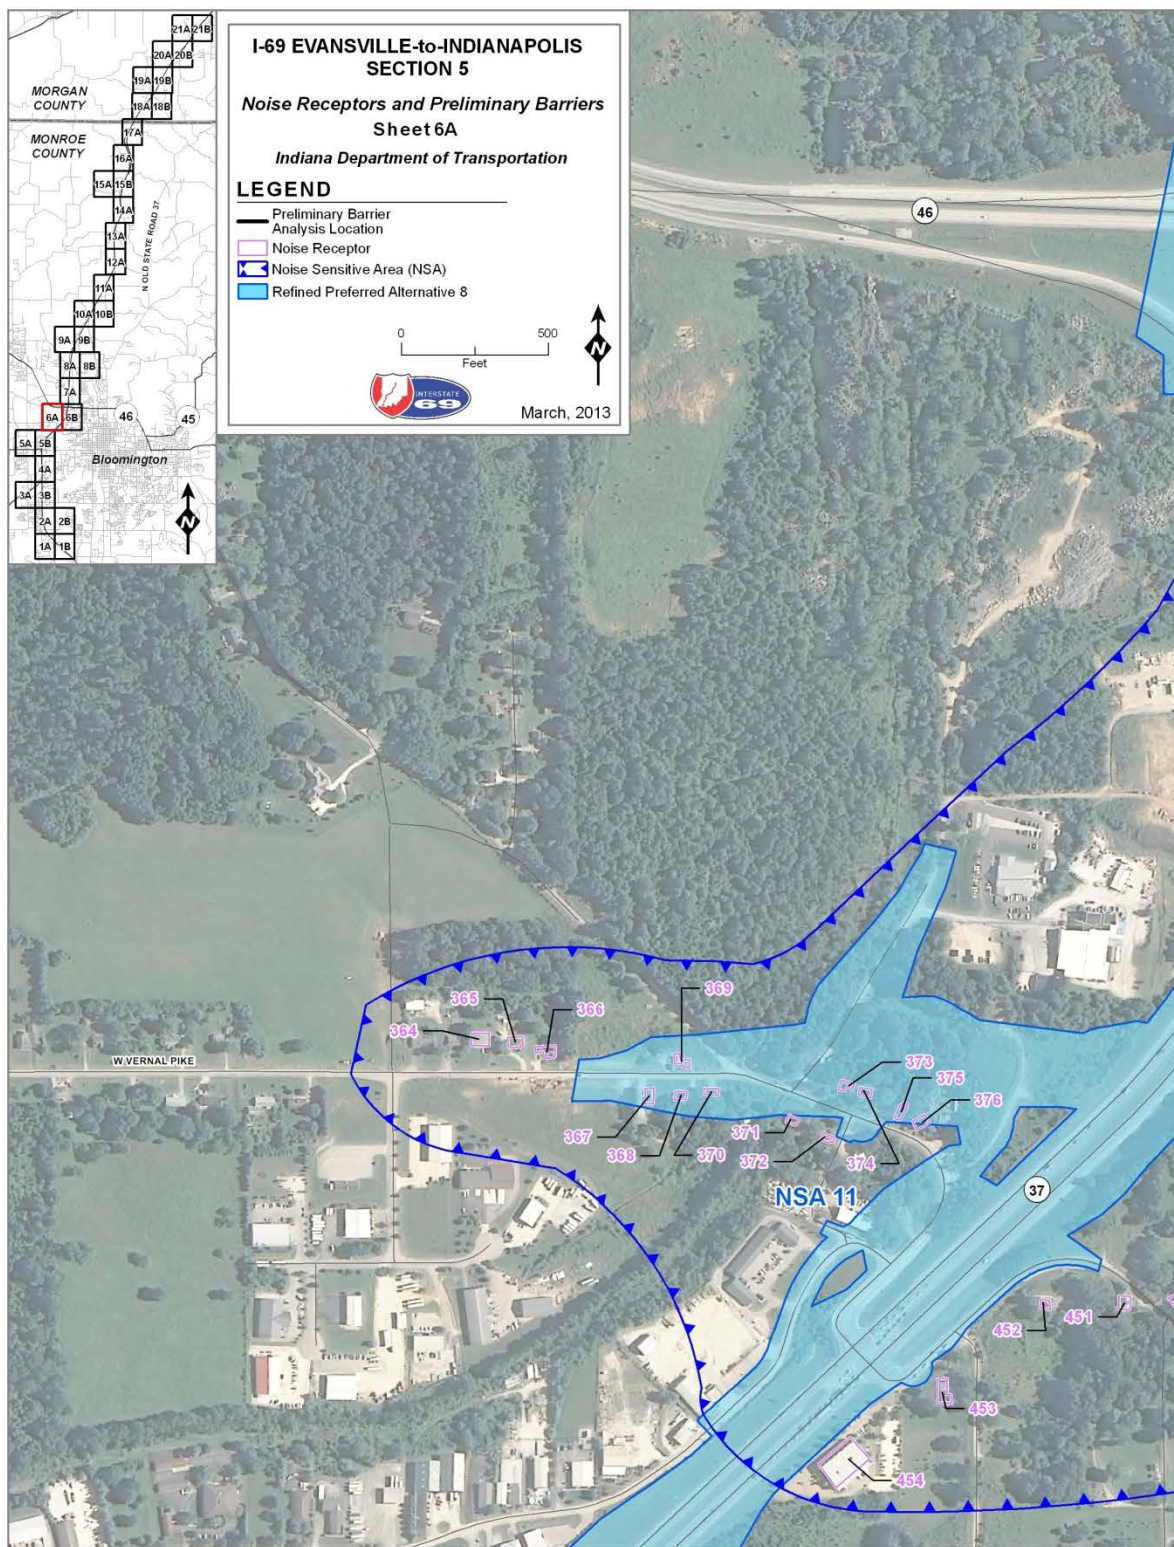 I-69 EVANSVILLE-to-INDIANAPOLIS
SECTION 5
Noise Receptors and Preliminary Barriers
Sheet 6A
Indiana Department of Transportation
LEGEND
Preliminary Barrier
Analysis Location
Noise Receptor
Noise Sensitive Area (NSA)
Refined Preferred Alternative 8
0 500
Feet
N
INTERSTATE
69
March, 2013
21A 21B
20A 20B
19A 19B
18A 18B
MORGAN
COUNTY
17A
MONROE
COUNTY
16A
15A 15B
14A
13A
12A
N OLD STATE ROAD 37
11A
10A 10B
9A 9B
8A 8B
7A
6A 6B
46
45
5A 5B
Bloomington
4A
3A 3B
2A 2B
1A 1B
N
46
369
365
366
364
W VERNAL PIKE
373
375
376
367
368
370
371
372
374
NSA 11
37
452
451
453
454